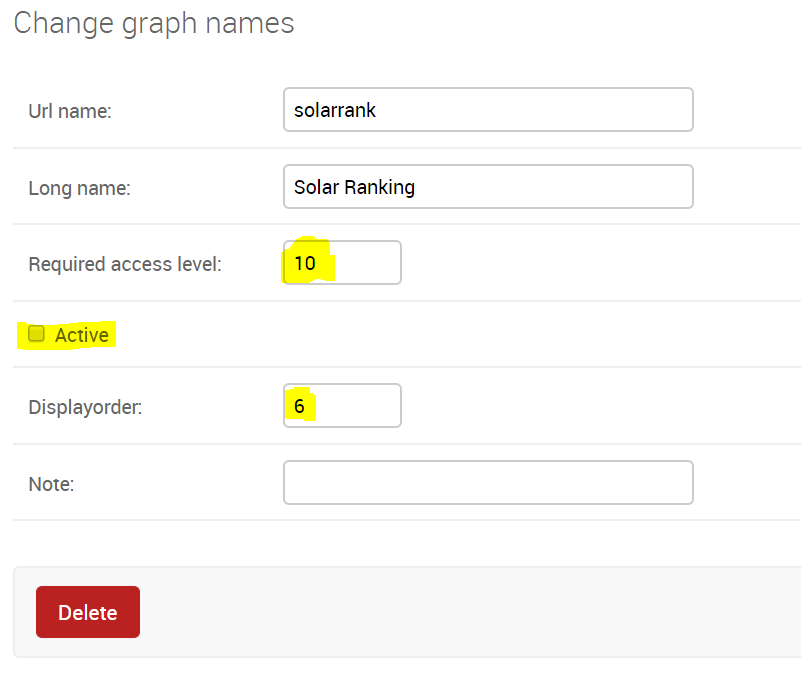 Change graph names
Url name: solarrank
Long name: Solar Ranking
Required access level: 10
Active
Displayorder: 6
Note:
Delete